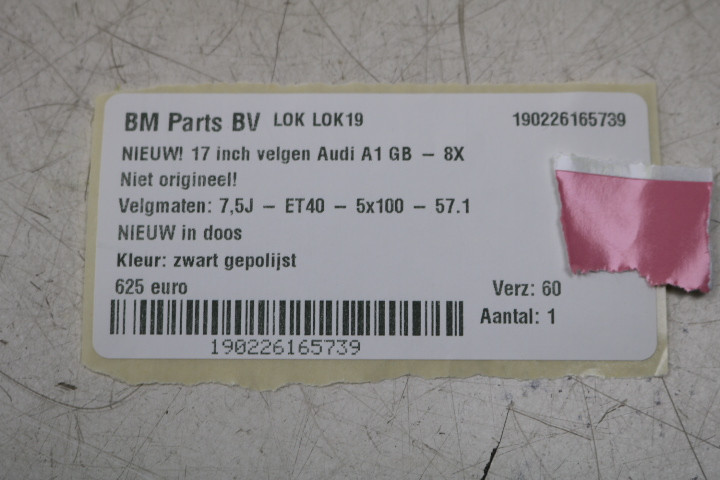 BM Parts BV LOK LOK19 190226165739
NIEUW! 17 inch velgen Audi A1 GB – 8X
Niet origineel!
Velgmaten: 7,5J – ET40 – 5x100 – 57.1
NIEUW in doos
Kleur: zwart gepolijst
625 euro Verz: 60
Aantal: 1
190226165739